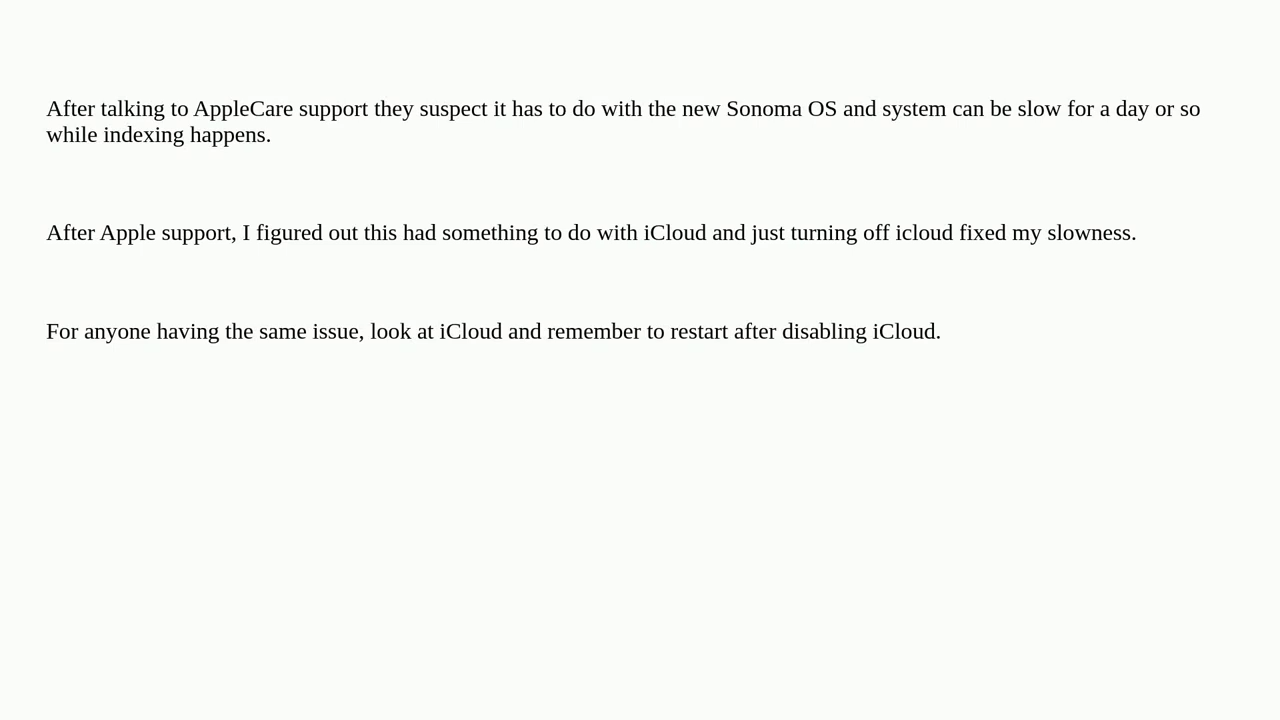 After talking to AppleCare support they suspect it has to do with the new Sonoma OS and system can be slow for a day or so
while indexing happens.
After Apple support, I figured out this had something to do with iCloud and just turning off icloud fixed my slowness.
For anyone having the same issue, look at iCloud and remember to restart after disabling iCloud.